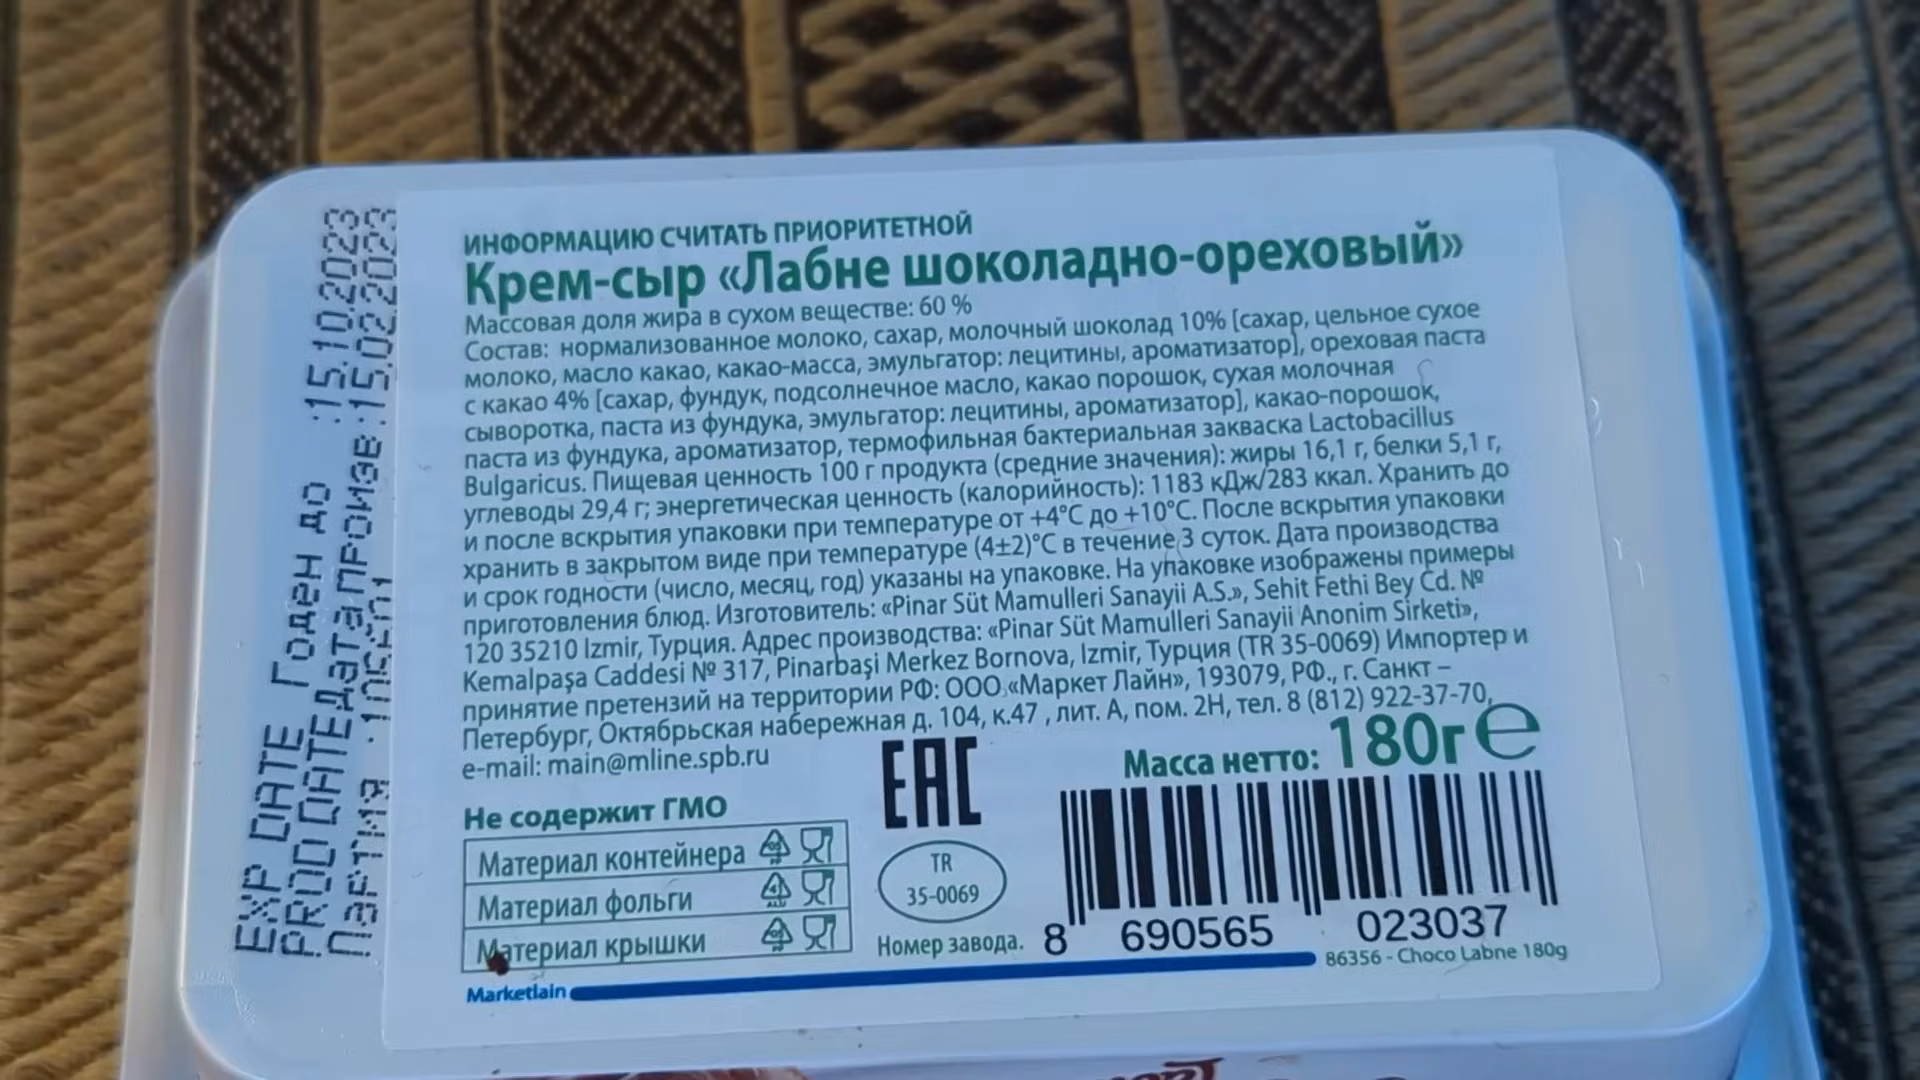 ИНФОРМАЦИЮ СЧИТАТЬ ПРИОРИТЕТНОЙ
Крем-сыр «Лабне шоколадно-ореховый»
Массовая доля жира в сухом веществе: 60 %
Состав: нормализованное молоко, сахар, молочный шоколад 10% [сахар, цельное сухое
молоко, масло какао, какао-масса, эмульгатор: лецитины, ароматизатор], ореховая паста
с какао 4% [сахар, фундук, подсолнечное масло, какао порошок, сухая молочная
сыворотка, паста из фундука, эмульгатор: лецитины, ароматизатор], какао-порошок,
паста из фундука, ароматизатор, термофильная бактериальная закваска Lactobacillus
Bulgaricus. Пищевая ценность 100 г продукта (средние значения): жиры 16,1 г, белки 5,1 г,
углеводы 29,4 г; энергетическая ценность (калорийность): 1183 кДж/283 ккал. Хранить до
и после вскрытия упаковки при температуре от +4°С до +10°С. После вскрытия упаковки
хранить в закрытом виде при температуре (4±2)°С в течение 3 суток. Дата производства
и срок годности (число, месяц, год) указаны на упаковке. На упаковке изображены примеры
приготовления блюд. Изготовитель: «Pinar Süt Mamulleri Sanayii A.S.», Sehit Fethi Bey Cd. №
120 35210 Izmir, Турция. Адрес производства: «Pinar Süt Mamulleri Sanayii Anonim Sirketi»,
Kemalpaşa Caddesi № 317, Pinarbaşi Merkez Bornova, Izmir, Турция (TR 35-0069) Импортер и
принятие претензий на территории РФ: ООО «Маркет Лайн», 193079, РФ., г. Санкт –
Петербург, Октябрьская набережная д. 104, к.47 , лит. А, пом. 2Н, тел. 8 (812) 922-37-70,
e-mail: main@mline.spb.ru
Масса нетто: 180г e
EAC
Не содержит ГМО
Материал контейнера
Материал фольги
Материал крышки
TR
35-0069
Номер завода.
8 690565 023037
86356 - Choco Labne 180g
Marketlain
EXP DATE Годен до :15.10.2023
PROD DATE Дата произв :15.02.2023
Партия